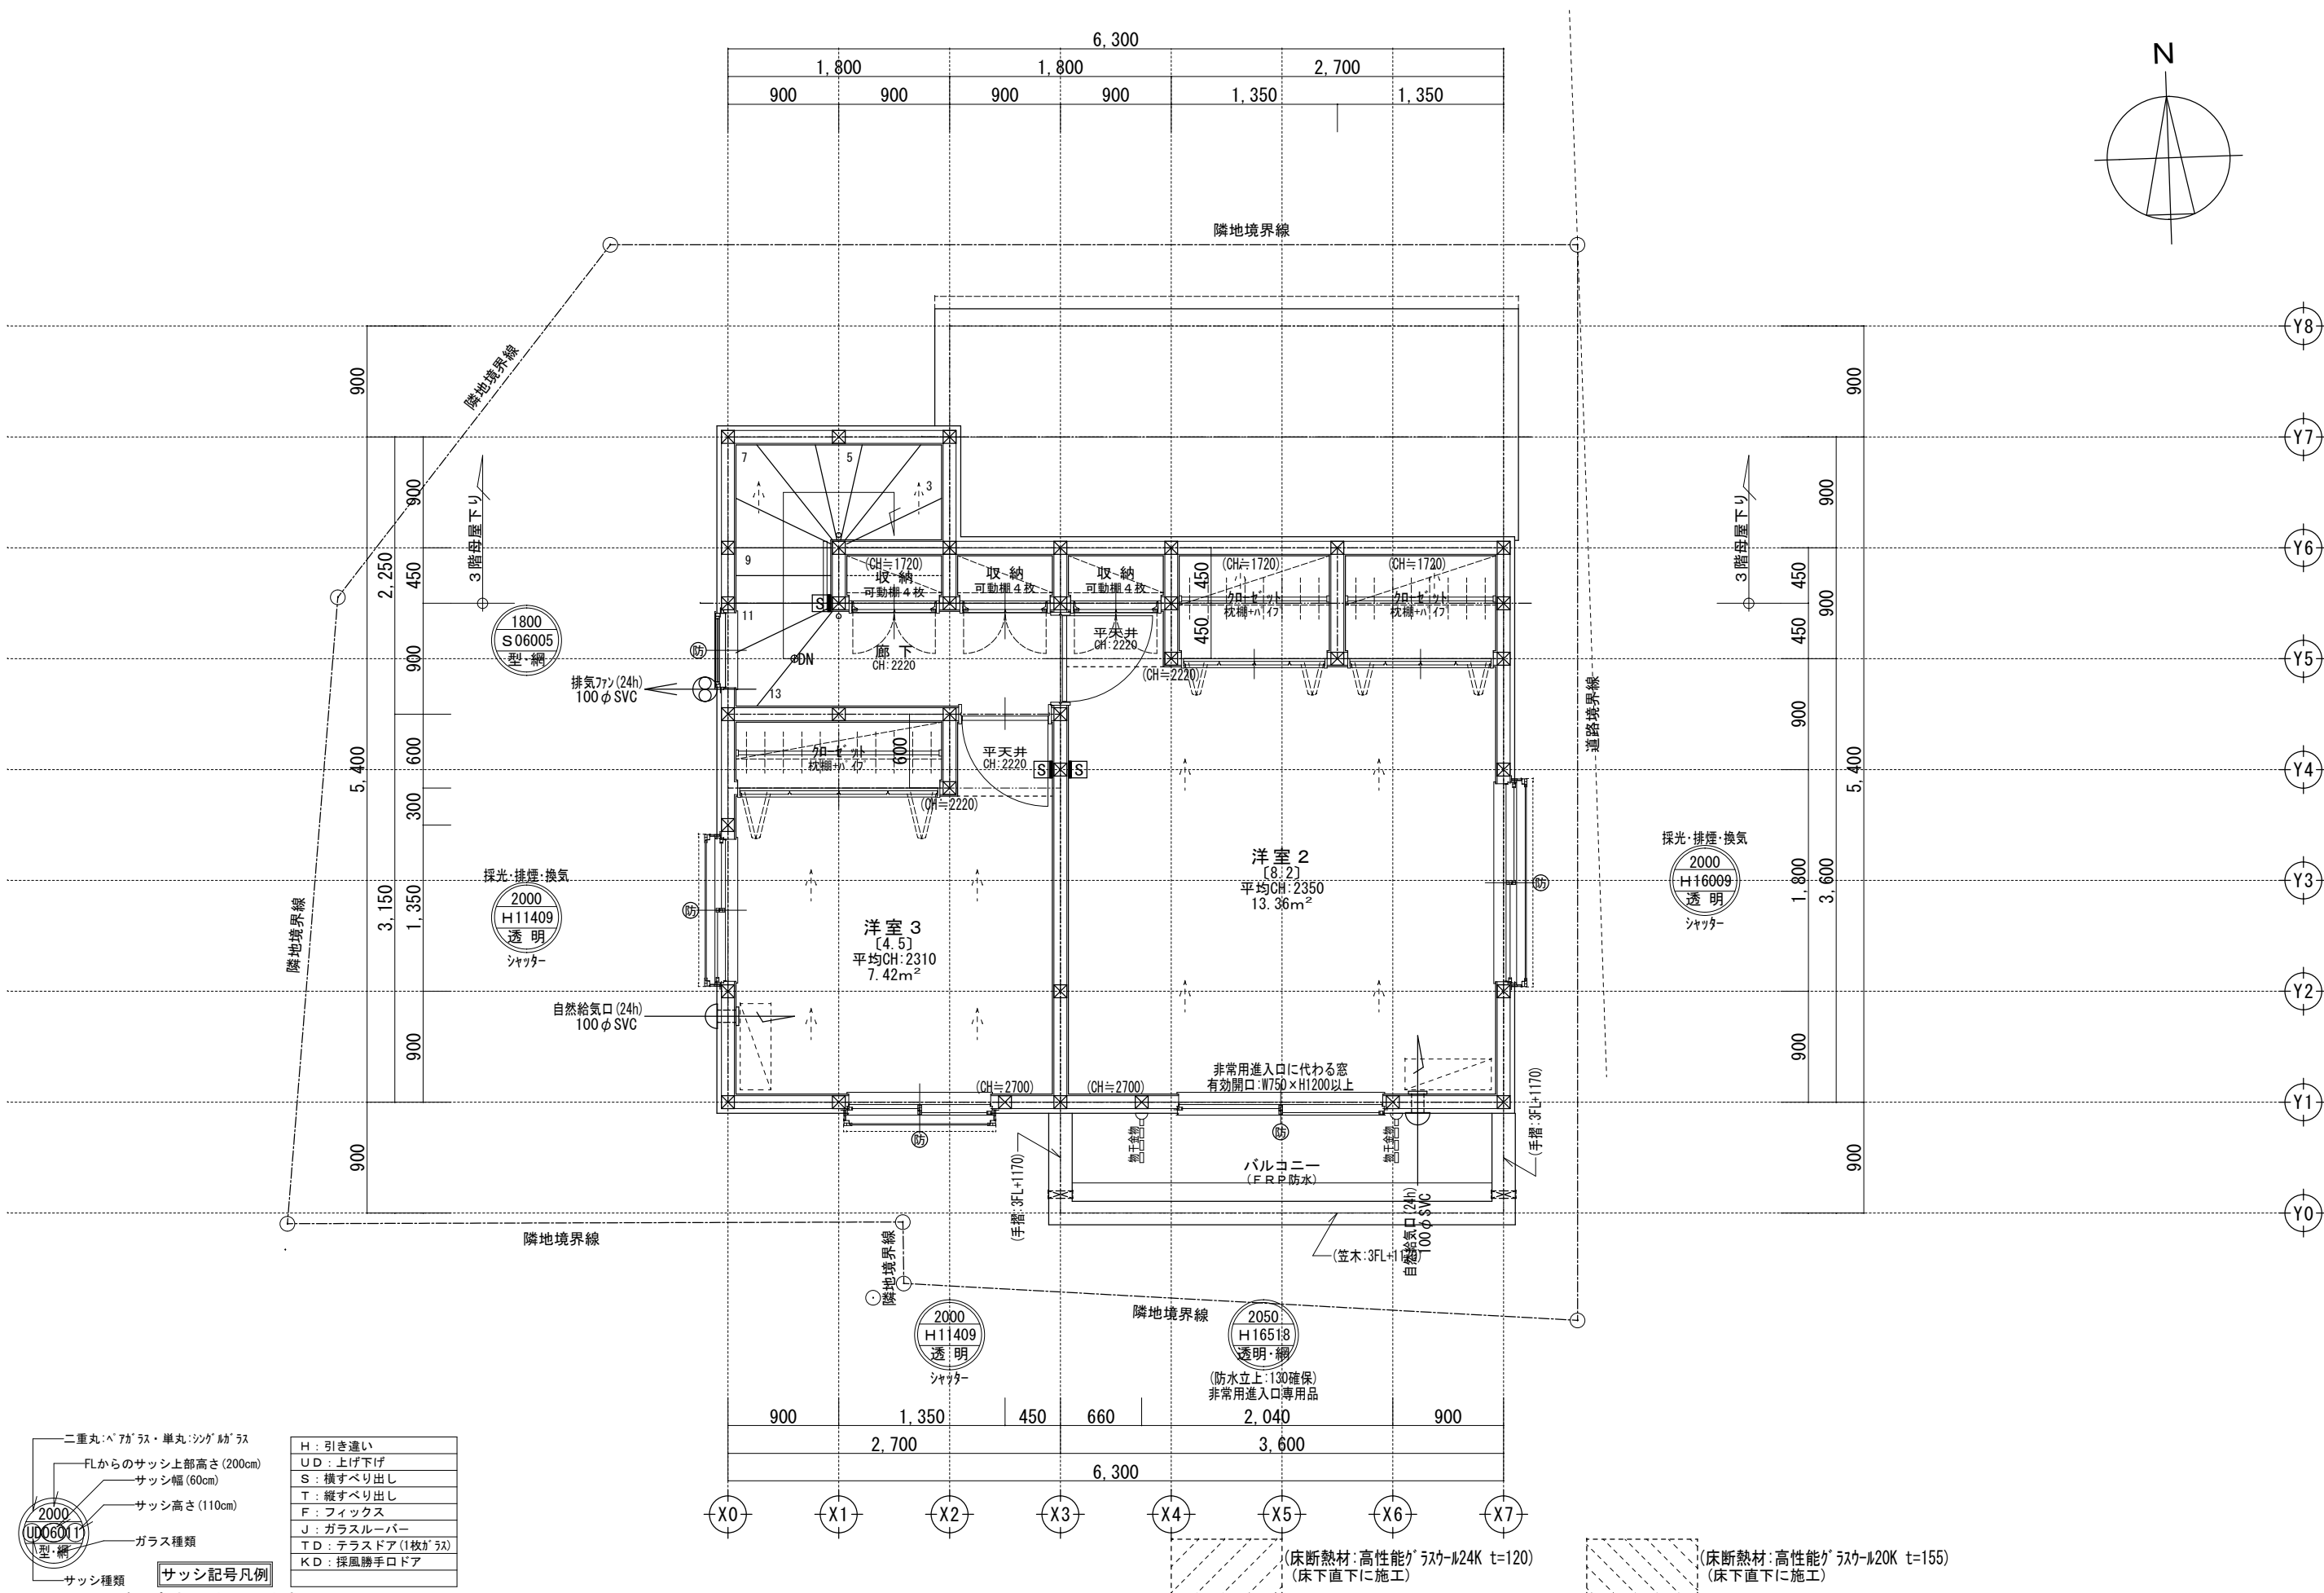 6,300
1,800 1,800 2,700
900 900 900 900 1,350 1,350
N
隣地境界線
隣地境界線
隣地境界線
道路境界線
Y8
Y7
Y6
Y5
Y4
Y3
Y2
Y1
Y0
900
2,250
5,400
3,150
900
900
450
900
600
300
1,350
900
3階母屋下り
3階母屋下り
900
900
450
450
900
900
5,400
1,800
3,600
900
900
1800
S06005
型・網
防
排気ファン(24h)
100φSVC
採光・排煙・換気
2000
H11409
透 明
シャッター
防
自然給気口(24h)
100φSVC
7
5
3
9
11
13
DN
S
(CH≒1720)
収 納
可動棚４枚
収 納
可動棚４枚
収 納
可動棚４枚
450
450
(CH≒1720)
クローゼット
枕棚+パイプ
(CH≒1720)
クローゼット
枕棚+パイプ
廊 下
CH:2220
平天井
CH:2220
(CH≒2220)
クローゼット
枕棚+パイプ
600
平天井
CH:2220
S S
(CH≒2220)
洋室３
〔4.5〕
平均CH:2310
7.42m²
洋室２
〔8.2〕
平均CH:2350
13.36m²
防
採光・排煙・換気
2000
H16009
透 明
シャッター
(CH≒2700)
(CH≒2700)
非常用進入口に代わる窓
有効開口:W750×H1200以上
防
防
(手摺:3FL+1170)
物干金物
物干金物
(手摺:3FL+1170)
バルコニー
(FRP防水)
(笠木:3FL+1170)
自然給気口(24h)
100φSVC
隣地境界線
隣地境界線
隣地境界線
2000
H11409
透 明
シャッター
2050
H16518
透明・網
(防水立上:130確保)
非常用進入口専用品
900 1,350 450 660 2,040 900
2,700 3,600
6,300
X0 X1 X2 X3 X4 X5 X6 X7
二重丸:ペアガラス・単丸:シングルガラス
FLからのサッシ上部高さ(200cm)
サッシ幅(60cm)
サッシ高さ(110cm)
2000
UD06011
型・網
ガラス種類
サッシ種類
サッシ記号凡例
H：引き違い
UD：上げ下げ
S：横すべり出し
T：縦すべり出し
F：フィックス
J：ガラスルーバー
TD：テラスドア(1枚ガラス)
KD：採風勝手口ドア
(床断熱材:高性能グラスウール24K t=120)
(床下直下に施工)
(床断熱材:高性能グラスウール20K t=155)
(床下直下に施工)